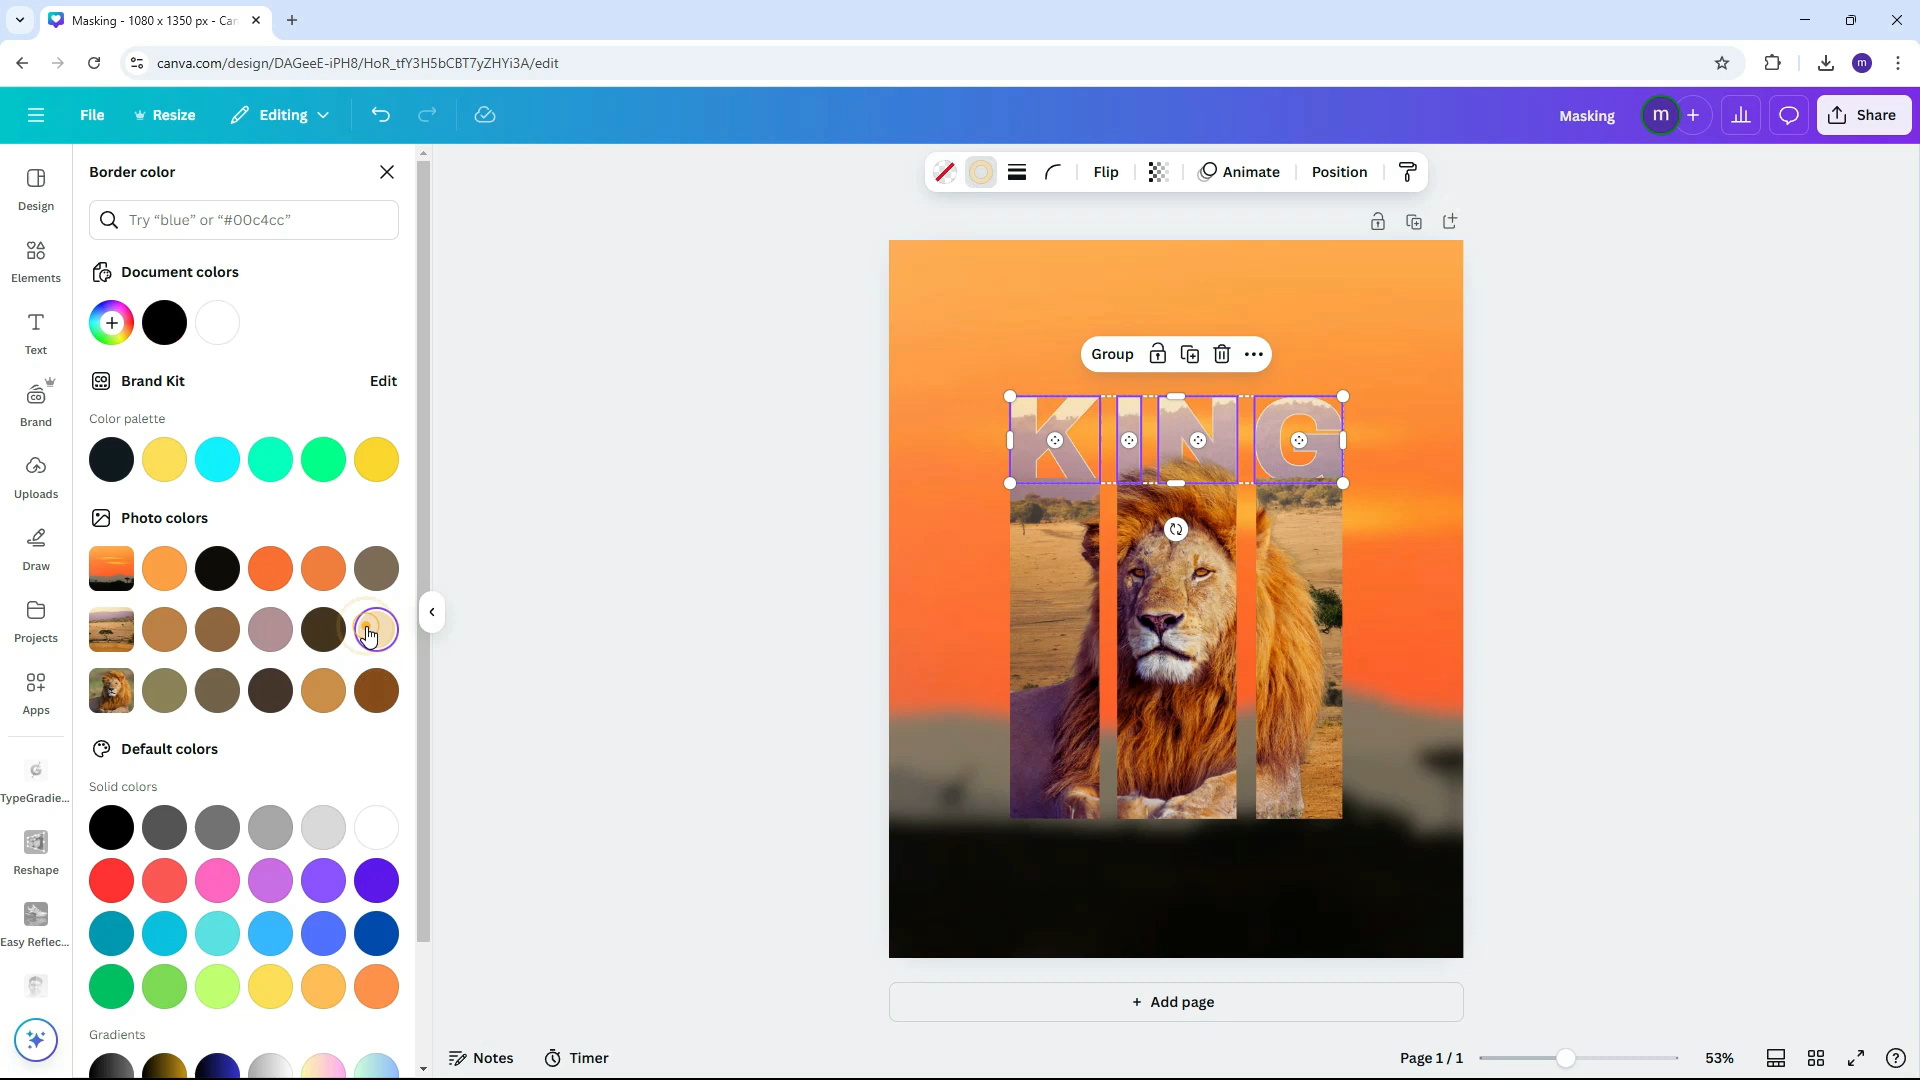 Masking - 1080 x 1350 px - Can
canva.com/design/DAGeeE-iPH8/HoR_tfY3H5bCBT7yZHYi3A/edit
m
File
Resize
Editing
Masking
m
Share
Design
Elements
Text
Brand
Uploads
Draw
Projects
Apps
TypeGradie...
Reshape
Easy Reflec...
Border color
Try “blue” or “#00c4cc”
Document colors
Brand Kit
Edit
Color palette
Photo colors
Default colors
Solid colors
Gradients
Flip
Animate
Position
Group
KING
+ Add page
Notes
Timer
Page 1 / 1
53%